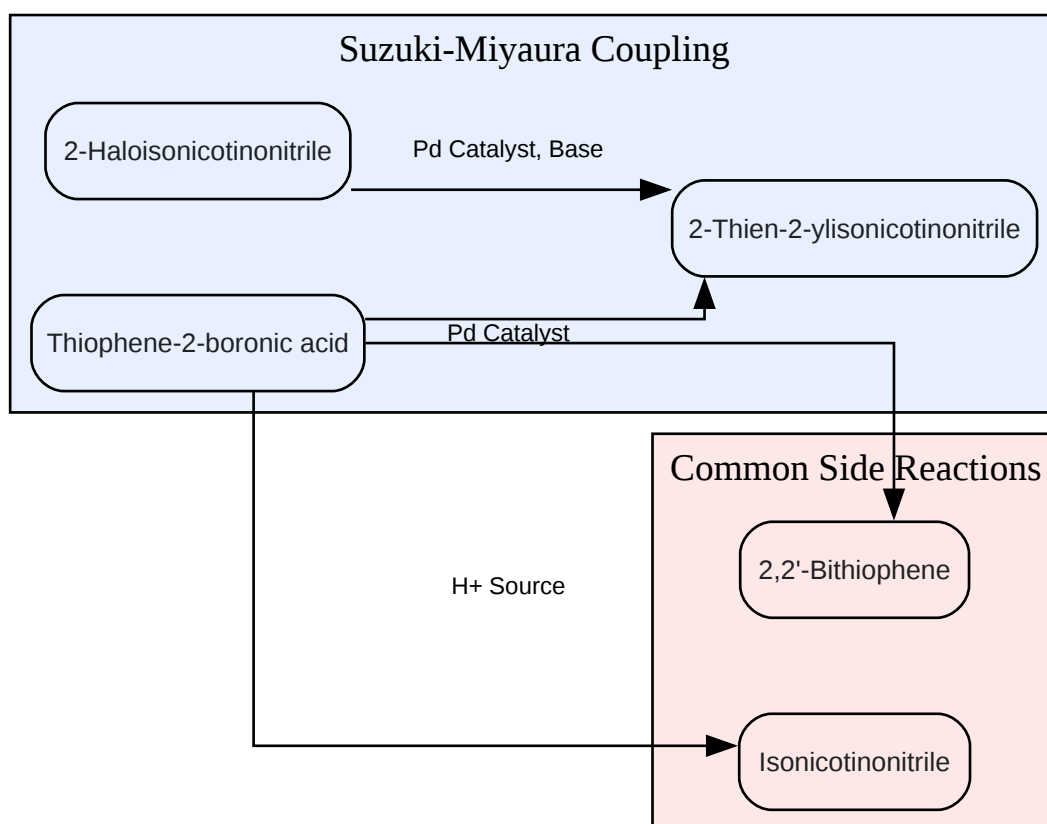 Suzuki-Miyaura Coupling
2-Haloisonicotinonitrile
Pd Catalyst, Base
2-Thien-2-ylisonicotinonitrile
Thiophene-2-boronic acid
Pd Catalyst
Common Side Reactions
2,2'-Bithiophene
H+ Source
Isonicotinonitrile